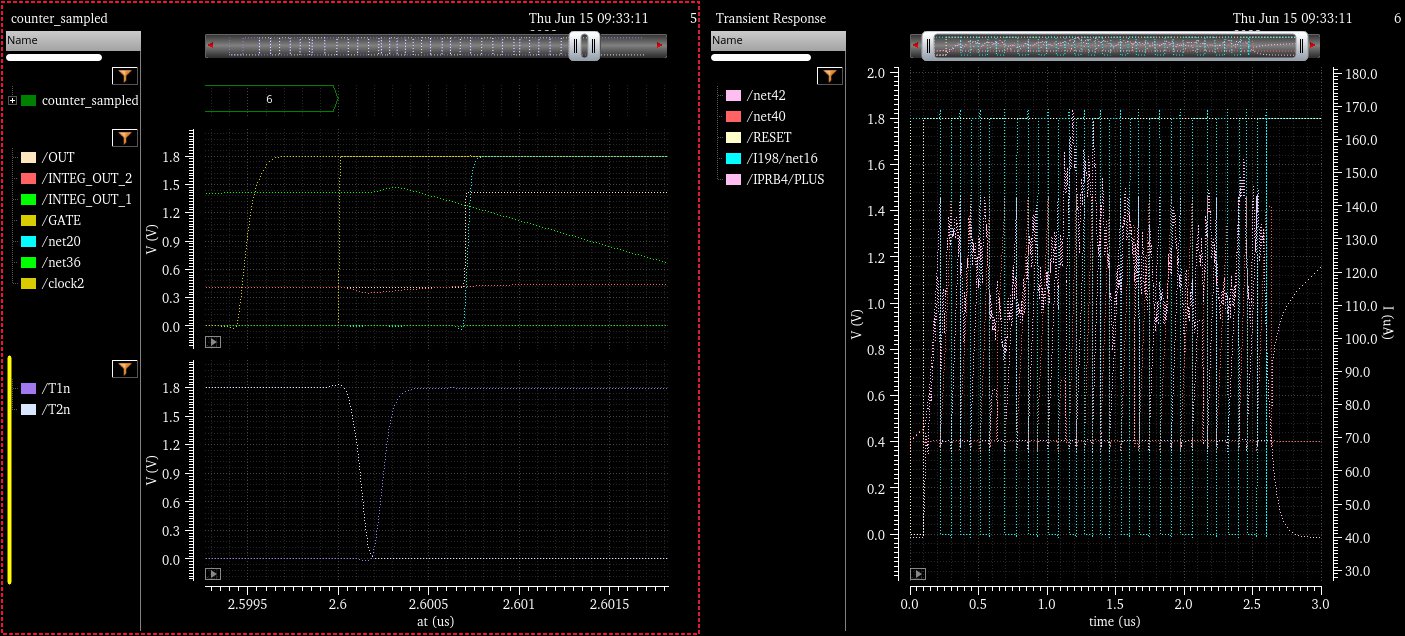 counter_sampled
Thu Jun 15 09:33:11
5
Name
counter_sampled
6
/OUT
/INTEG_OUT_2
/INTEG_OUT_1
/GATE
/net20
/net36
/clock2
1.8
1.5
1.2
0.9
0.6
0.3
0.0
V (V)
/T1n
/T2n
1.8
1.5
1.2
0.9
0.6
0.3
0.0
V (V)
2.5995
2.6
2.6005
2.601
2.6015
at (us)
Transient Response
Thu Jun 15 09:33:11
6
Name
/net42
/net40
/RESET
/I198/net16
/IPRB4/PLUS
2.0
1.8
1.6
1.4
1.2
1.0
0.8
0.6
0.4
0.2
0.0
V (V)
180.0
170.0
160.0
150.0
140.0
130.0
120.0
110.0
100.0
90.0
80.0
70.0
60.0
50.0
40.0
30.0
I (uA)
0.0
0.5
1.0
1.5
2.0
2.5
3.0
time (us)